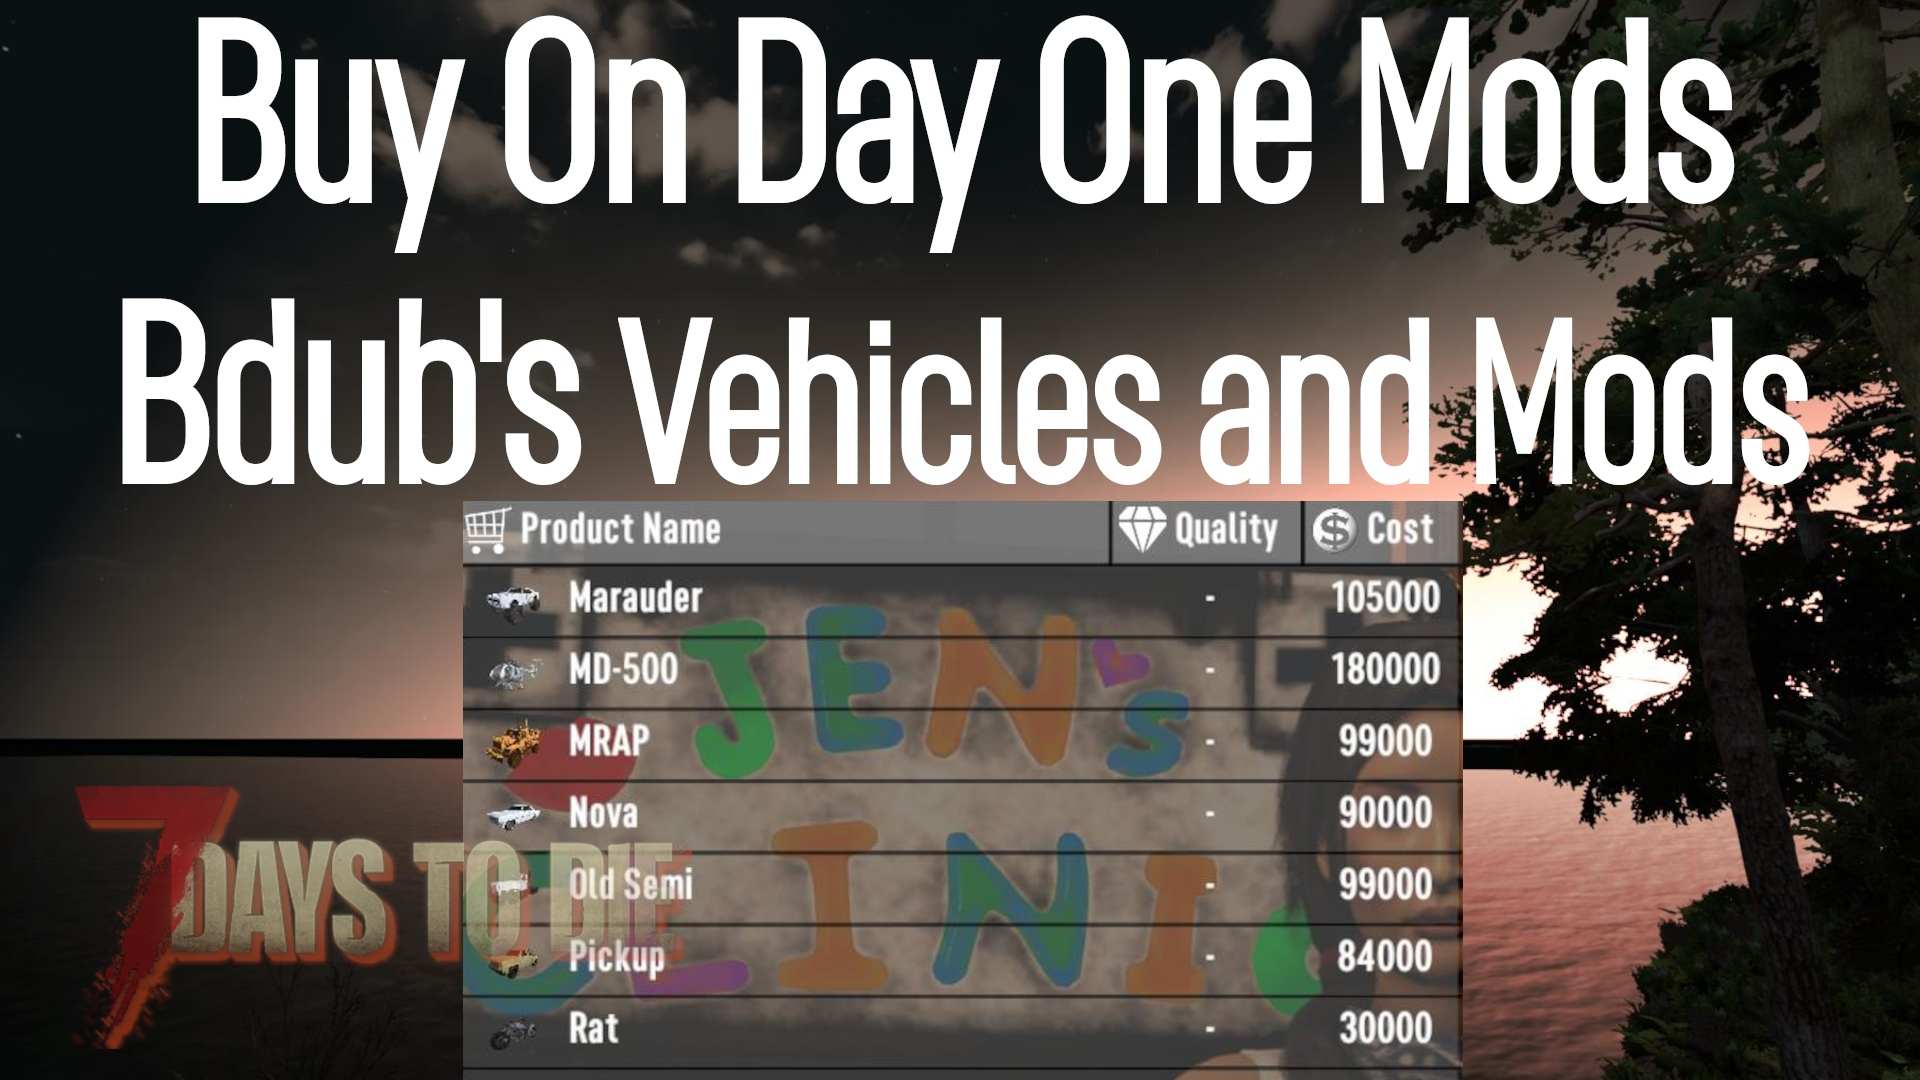 Buy On Day One Mods
Bdub's Vehicles and Mods
Product Name Quality Cost
Marauder - 105000
MD-500 - 180000
MRAP - 99000
Nova - 90000
Old Semi - 99000
Pickup - 84000
Rat - 30000
JEN's
7 DAYS TO DIE